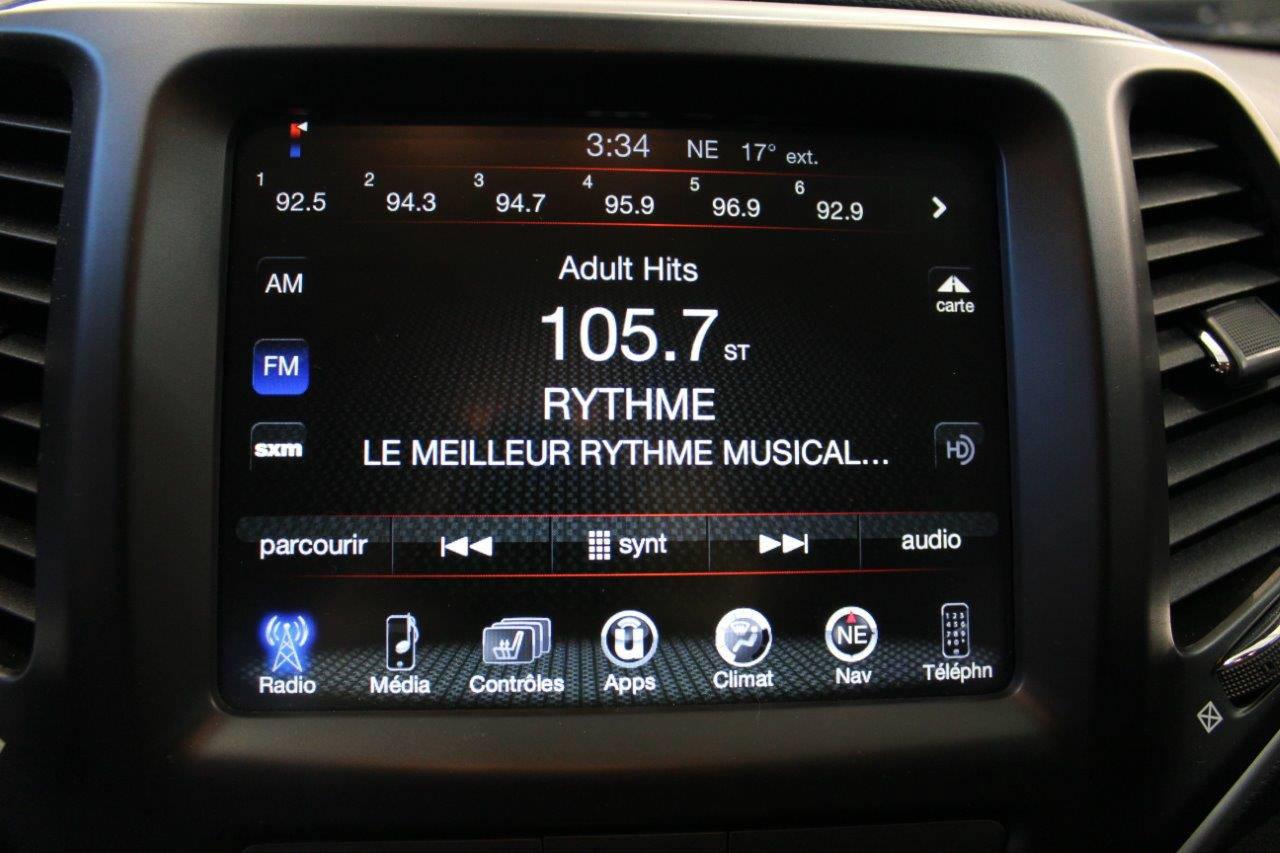 3:34 NE 17° ext.
1 92.5 2 94.3 3 94.7 4 95.9 5 96.9 6 92.9
Adult Hits
AM
carte
105.7 ST
FM
RYTHME
sxm
LE MEILLEUR RYTHME MUSICAL...
HD
parcourir synt audio
NE
Radio Média Contrôles Apps Climat Nav Téléphn